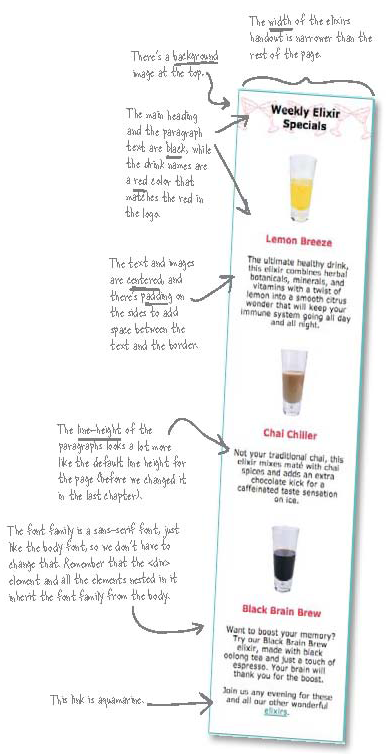 The width of the elixirs
handout is narrower than the
rest of the page.
There's a background
image at the top.
The main heading
and the paragraph
text are black, while
the drink names are
a red color that
matches the red in
the logo.
The text and images
are centered, and
there's padding on
the sides to add
space between the
text and the border.
The line-height of the
paragraphs looks a lot more
like the default line height for
the page (before we changed it
in the last chapter).
The font family is a sans-serif font, just
like the body font, so we don't have to
change that. Remember that the <div>
element and all the elements nested in it
inherit the font family from the body.
This link is aquamarine.
Weekly Elixir
Specials
Lemon Breeze
The ultimate healthy drink,
this elixir combines herbal
botanicals, minerals, and
vitamins with a twist of
lemon into a smooth citrus
wonder that will keep your
immune system going all day
and all night.
Chai Chiller
Not your traditional chai, this
elixir mixes maté with chai
spices and adds an extra
chocolate kick for a
caffeinated taste sensation
on ice.
Black Brain Brew
Want to boost your memory?
Try our Black Brain Brew
elixir, made with black
oolong tea and just a touch of
espresso. Your brain will
thank you for the boost.
Join us any evening for these
and all our other wonderful
elixirs.